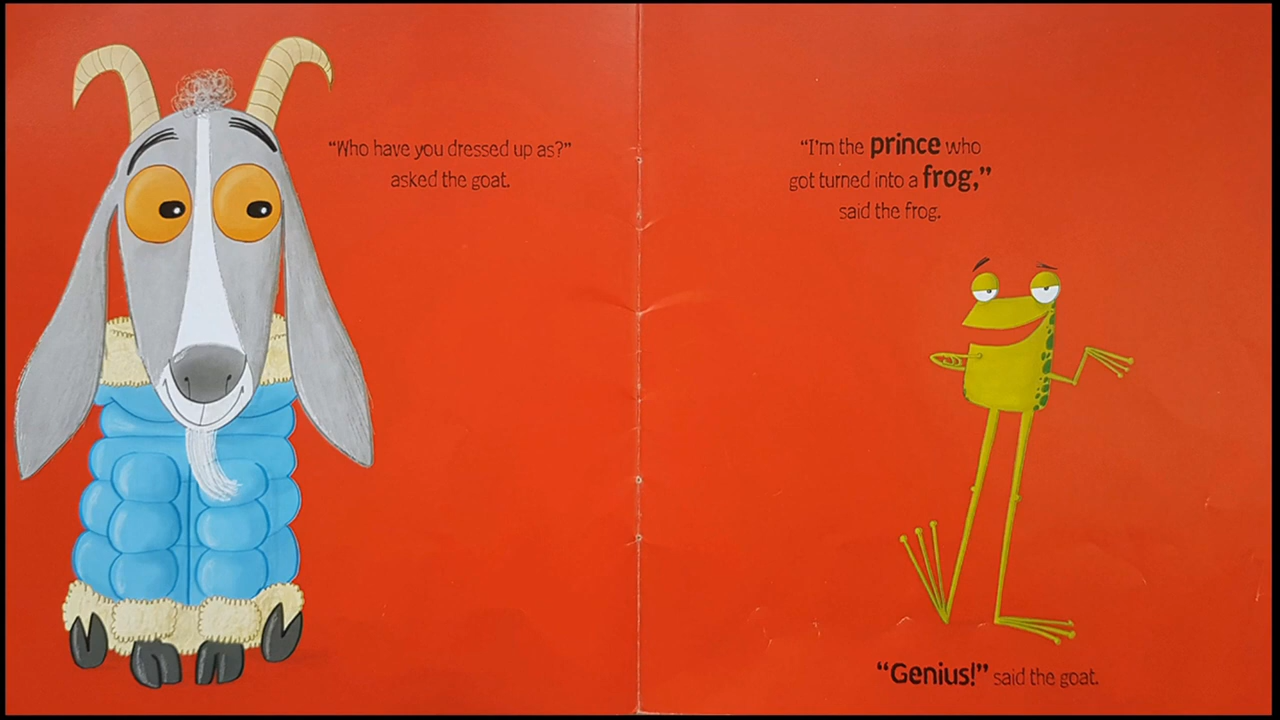 “Who have you dressed up as?”
asked the goat.
“I’m the prince who
got turned into a frog,”
said the frog.
“Genius!” said the goat.